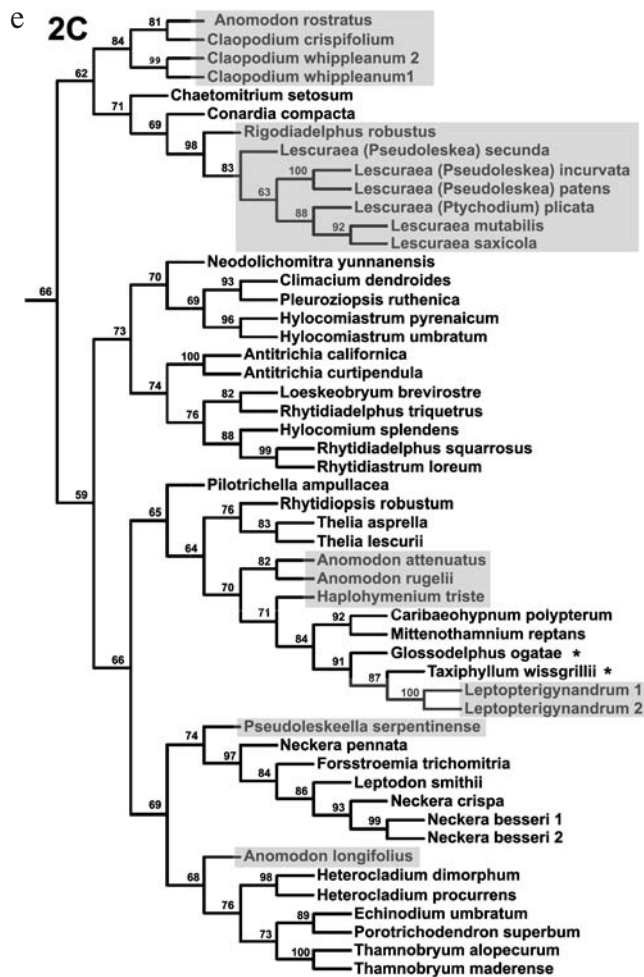 e
2C
81
Anomodon rostratus
84
Claopodium crispifolium
99
Claopodium whippleanum 2
62
Claopodium whippleanum1
71
Chaetomitrium setosum
69
Conardia compacta
98
Rigodiadelphus robustus
83
Lescuraea (Pseudoleskea) secunda
100
Lescuraea (Pseudoleskea) incurvata
63
Lescuraea (Pseudoleskea) patens
88
Lescuraea (Ptychodium) plicata
92
Lescuraea mutabilis
Lescuraea saxicola
66
70
Neodolichomitra yunnanensis
93
Climacium dendroides
69
Pleuroziopsis ruthenica
96
Hylocomiastrum pyrenaicum
73
Hylocomiastrum umbratum
100
Antitrichia californica
74
Antitrichia curtipendula
82
Loeskeobryum brevirostre
76
Rhytidiadelphus triquetrus
88
Hylocomium splendens
99
Rhytidiadelphus squarrosus
Rhytidiastrum loreum
59
65
Pilotrichella ampullacea
76
Rhytidiopsis robustum
83
Thelia asprella
64
Thelia lescurii
82
Anomodon attenuatus
70
Anomodon rugelii
71
Haplohymenium triste
92
Caribaeohypnum polypterum
84
Mittenothamnium reptans
91
Glossodelphus ogatae *
87
Taxiphyllum wissgrillii *
100
Leptopterigynandrum 1
Leptopterigynandrum 2
66
74
Pseudoleskeella serpentinense
97
Neckera pennata
84
Forsstroemia trichomitria
86
Leptodon smithii
93
Neckera crispa
99
Neckera besseri 1
Neckera besseri 2
69
68
Anomodon longifolius
98
Heterocladium dimorphum
76
Heterocladium procurrens
89
Echinodium umbratum
73
Porotrichodendron superbum
100
Thamnobryum alopecurum
Thamnobryum maderense